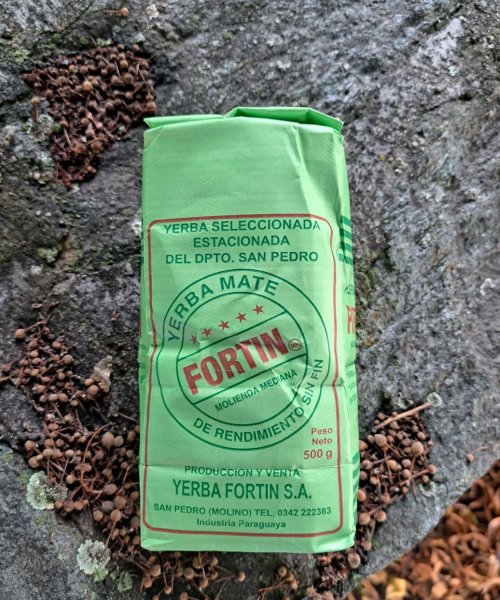 YERBA SELECCIONADA
ESTACIONADA
DEL DPTO. SAN PEDRO
YERBA MATE
FORTIN
MOLIENDA MEDIANA
DE RENDIMIENTO SIN FIN
Peso
Neto
500 g
PRODUCCION Y VENTA
YERBA FORTIN S.A.
SAN PEDRO (MOLINO) TEL. 0342 222383
Industria Paraguaya